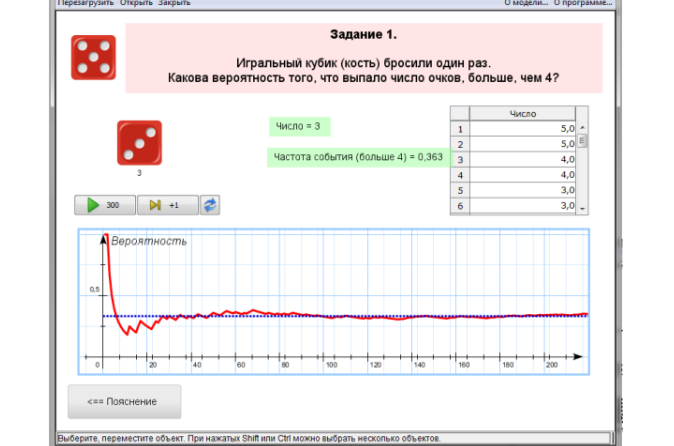 Перезагрузить Открыть Закрыть
О модели... О программе...
Задание 1.
Игральный кубик (кость) бросили один раз.
Какова вероятность того, что выпало число очков, больше, чем 4?
3
Число = 3
Частота события (больше 4) = 0,363
Число
1 5,0
2 5,0
3 4,0
4 4,0
5 3,0
6 3,0
300 +1
Вероятность
0,5
0 20 40 60 80 100 120 140 160 180 200
<== Пояснение
Выберите, переместите объект. При нажатых Shift или Ctrl можно выбрать несколько объектов.